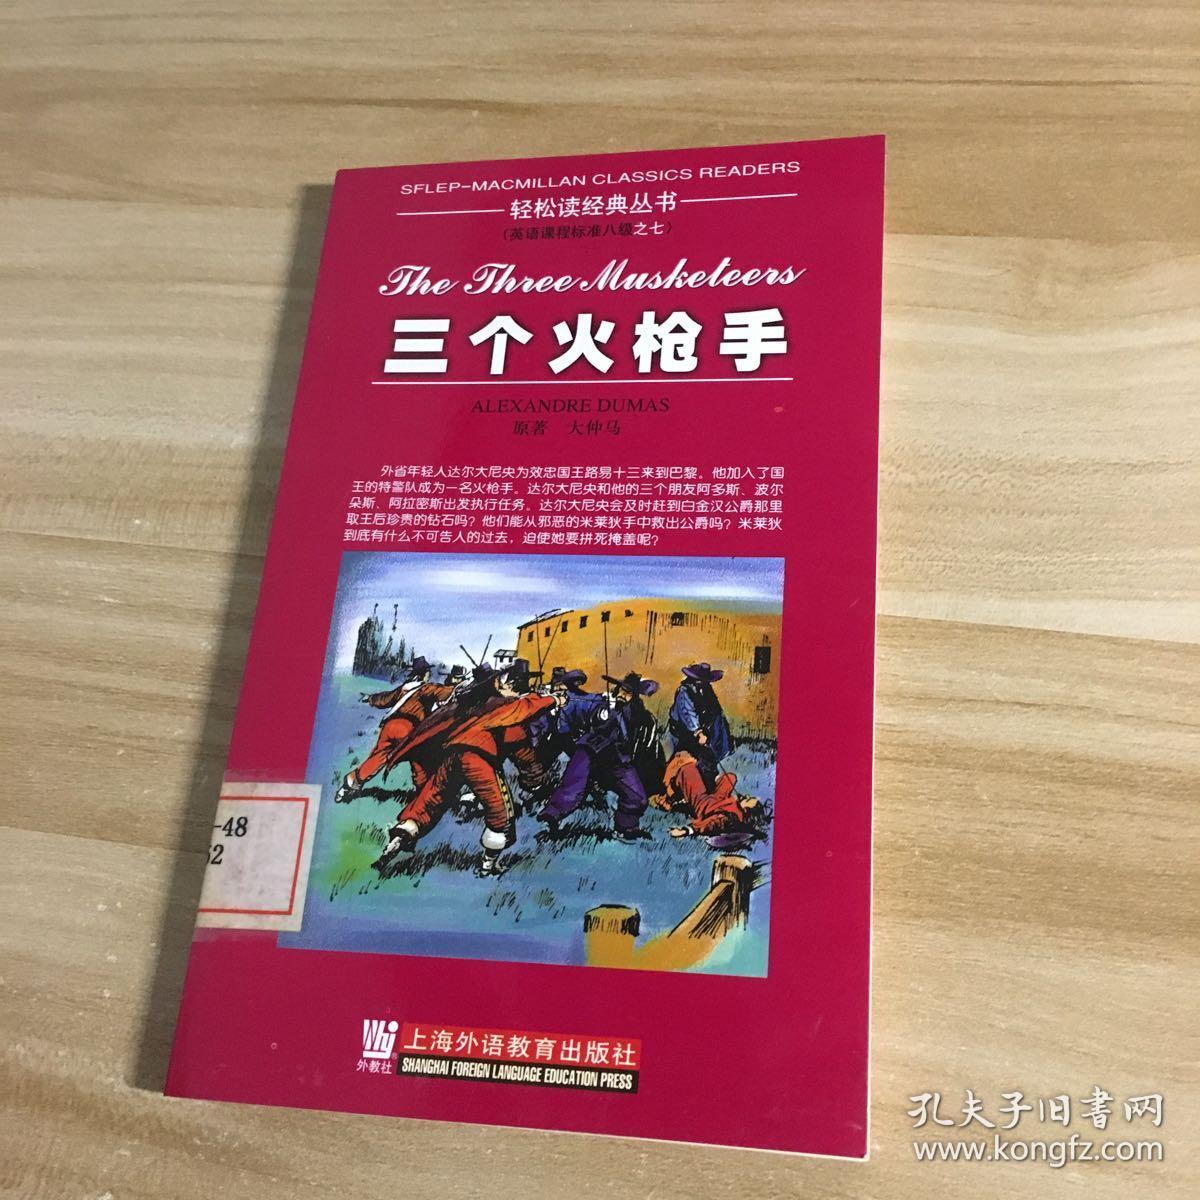 SFLEP-MACMILLAN CLASSICS READERS
轻松读经典丛书
(英语课程标准八级之七)
The Three Musketeers
三个火枪手
ALEXANDRE DUMAS
原著 大仲马
外省年轻人达尔大尼央为效忠国王路易十三来到巴黎。他加入了国
王的特警队成为一名火枪手。达尔大尼央和他的三个朋友阿多斯、波尔
朵斯、阿拉密斯出发执行任务。达尔大尼央会及时赶到白金汉公爵那里
取王后珍贵的钻石吗？他们能从邪恶的米莱狄手中救出公爵吗？米莱狄
到底有什么不可告人的过去，迫使她要拼死掩盖呢？
-48
62
Why
外教社
®
上海外语教育出版社
SHANGHAI FOREIGN LANGUAGE EDUCATION PRESS
孔夫子旧书网
www.kongfz.com